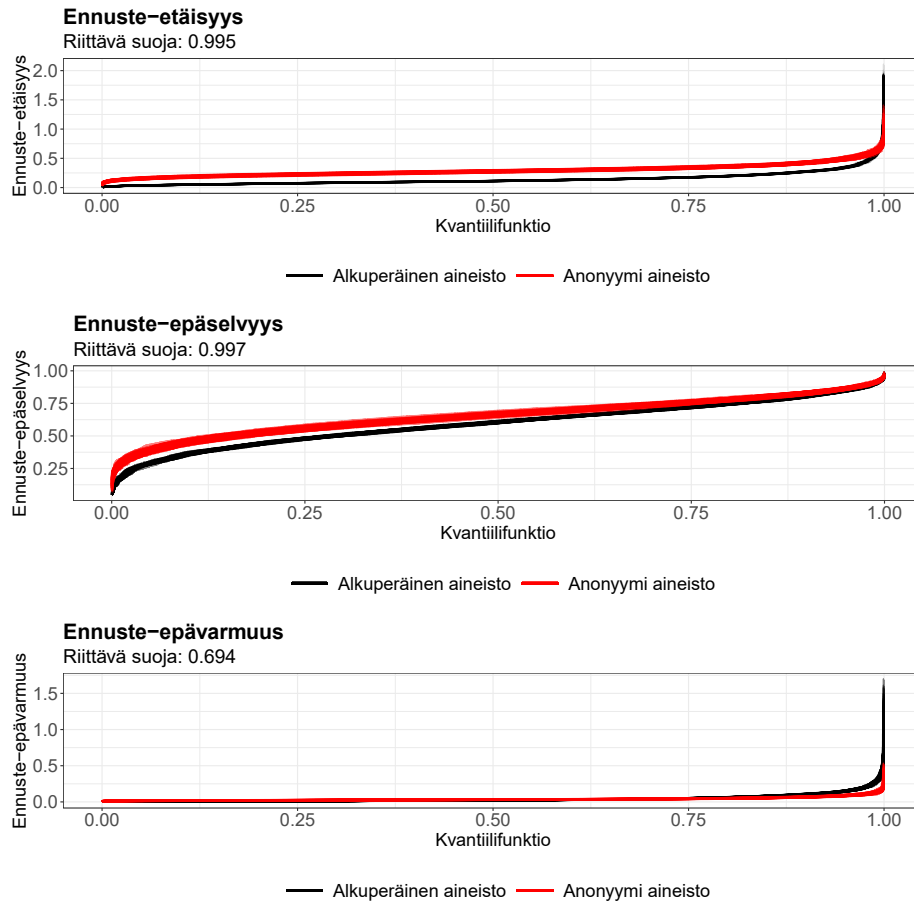 Ennuste−etäisyys
Riittävä suoja: 0.995
Ennuste−etäisyys
2.0
1.5
1.0
0.5
0.0
0.00 0.25 0.50 0.75 1.00
Kvantiilifunktio
Alkuperäinen aineisto Anonyymi aineisto
Ennuste−epäselvyys
Riittävä suoja: 0.997
Ennuste−epäselvyys
1.00
0.75
0.50
0.25
0.00 0.25 0.50 0.75 1.00
Kvantiilifunktio
Alkuperäinen aineisto Anonyymi aineisto
Ennuste−epävarmuus
Riittävä suoja: 0.694
Ennuste−epävarmuus
1.5
1.0
0.5
0.0
0.00 0.25 0.50 0.75 1.00
Kvantiilifunktio
Alkuperäinen aineisto Anonyymi aineisto